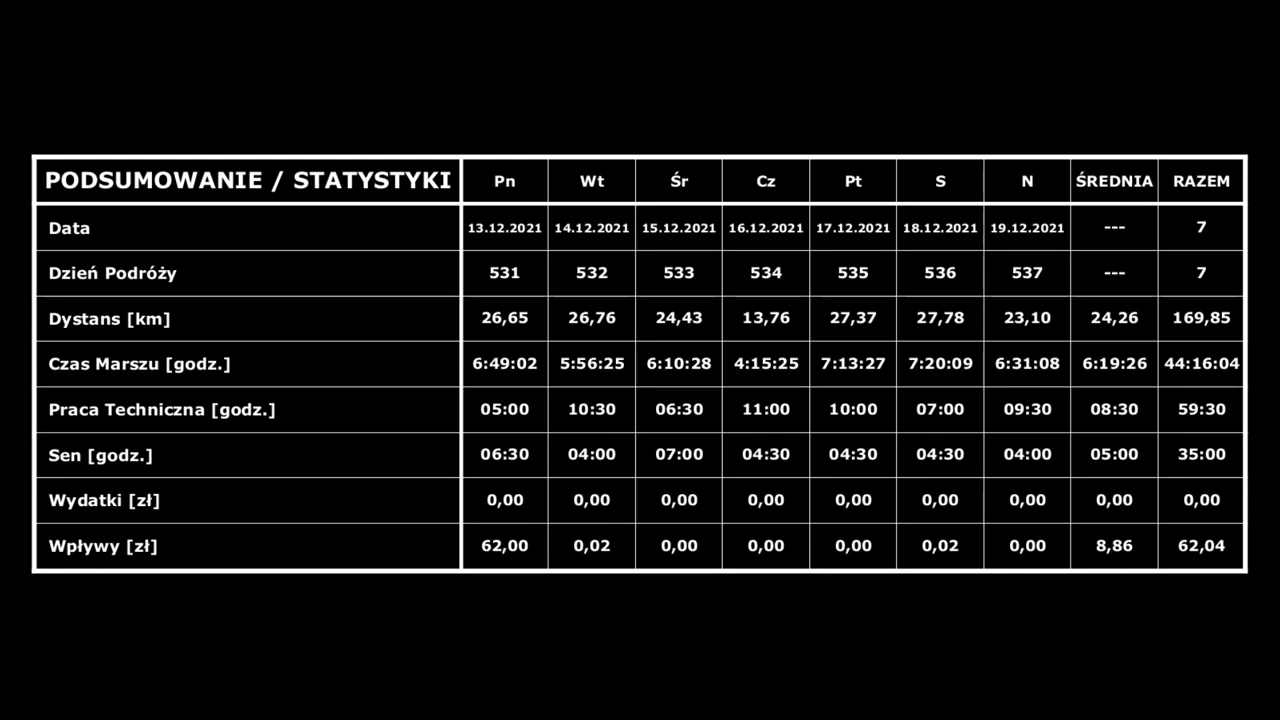 PODSUMOWANIE / STATYSTYKI Pn Wt Śr Cz Pt S N ŚREDNIA RAZEM
Data 13.12.2021 14.12.2021 15.12.2021 16.12.2021 17.12.2021 18.12.2021 19.12.2021 --- 7
Dzień Podróży 531 532 533 534 535 536 537 --- 7
Dystans [km] 26,65 26,76 24,43 13,76 27,37 27,78 23,10 24,26 169,85
Czas Marszu [godz.] 6:49:02 5:56:25 6:10:28 4:15:25 7:13:27 7:20:09 6:31:08 6:19:26 44:16:04
Praca Techniczna [godz.] 05:00 10:30 06:30 11:00 10:00 07:00 09:30 08:30 59:30
Sen [godz.] 06:30 04:00 07:00 04:30 04:30 04:30 04:00 05:00 35:00
Wydatki [zł] 0,00 0,00 0,00 0,00 0,00 0,00 0,00 0,00 0,00
Wpływy [zł] 62,00 0,02 0,00 0,00 0,00 0,02 0,00 8,86 62,04